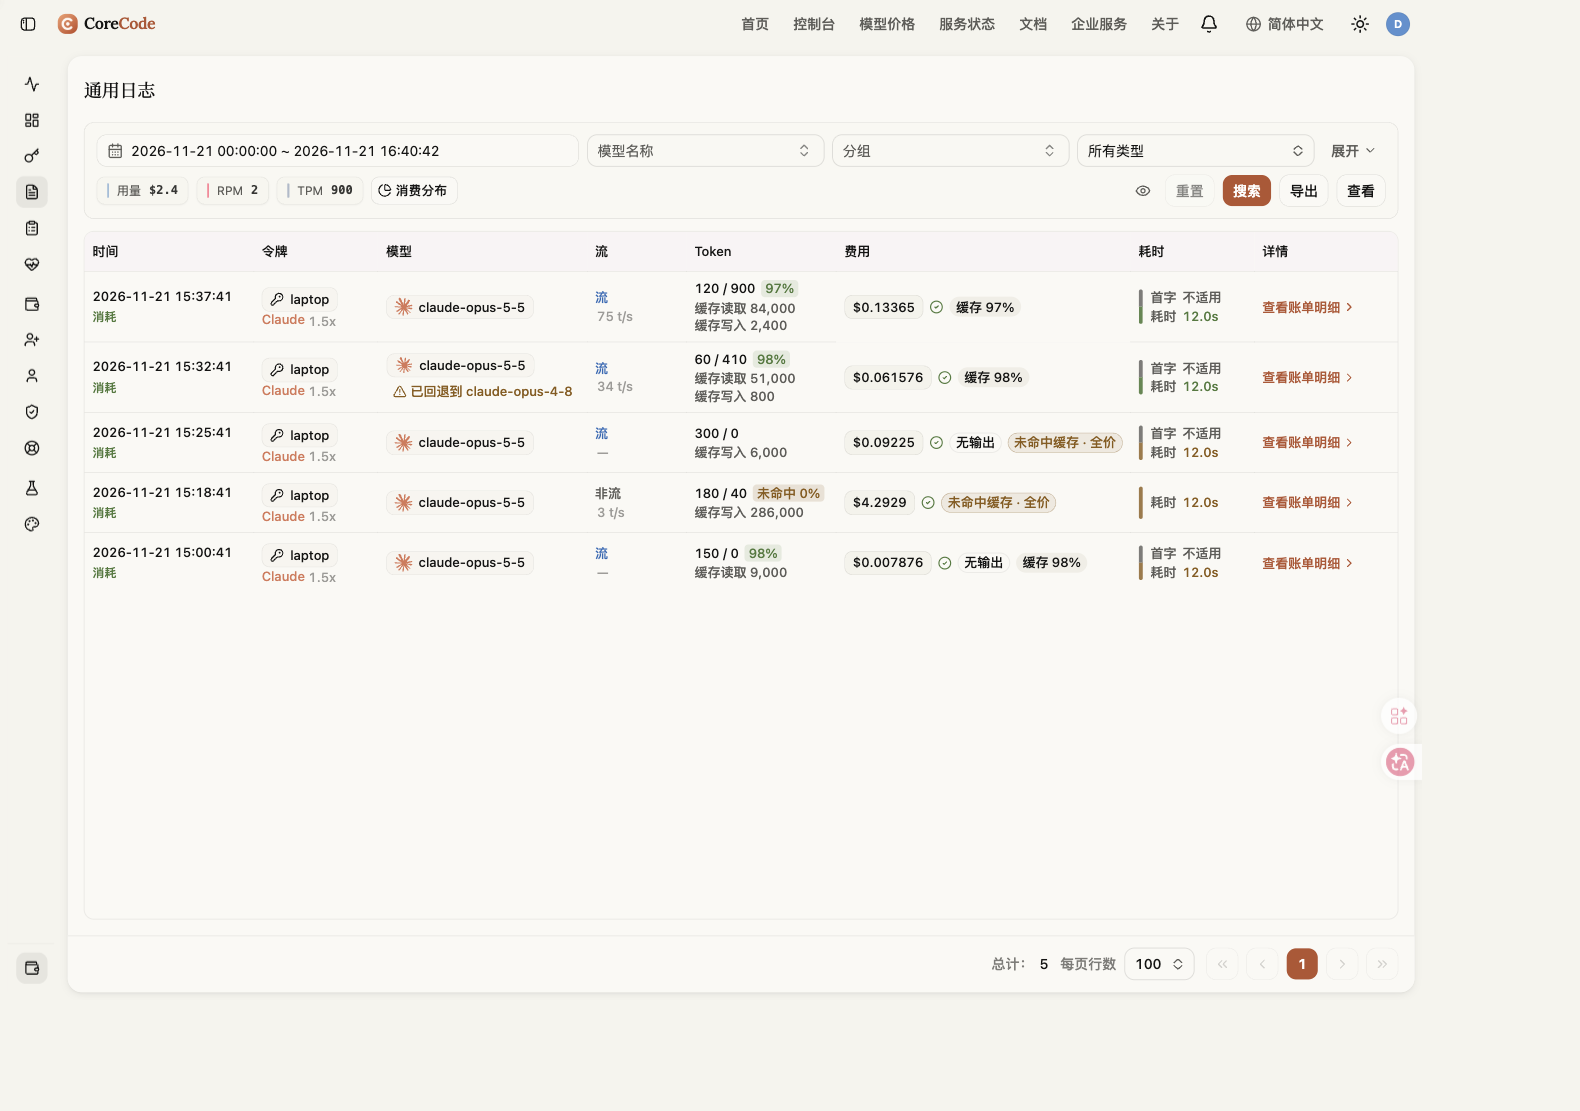 CoreCode
首页 控制台 模型价格 服务状态 文档 企业服务 关于 简体中文 D
通用日志
2026-11-21 00:00:00 ~ 2026-11-21 16:40:42 模型名称 分组 所有类型 展开
用量 $2.4 RPM 2 TPM 900 消费分布 重置 搜索 导出 查看
时间 令牌 模型 流 Token 费用 耗时 详情
2026-11-21 15:37:41 消耗
laptop
Claude 1.5x
claude-opus-5-5
流
75 t/s
120 / 900 97%
缓存读取 84,000
缓存写入 2,400
$0.13365 缓存 97%
首字 不适用
耗时 12.0s
查看账单明细
2026-11-21 15:32:41
消耗
laptop
Claude 1.5x
claude-opus-5-5
已回退到 claude-opus-4-8
流
34 t/s
60 / 410 98%
缓存读取 51,000
缓存写入 800
$0.061576 缓存 98%
首字 不适用
耗时 12.0s
查看账单明细
2026-11-21 15:25:41
消耗
laptop
Claude 1.5x
claude-opus-5-5
流
—
300 / 0
缓存写入 6,000
$0.09225 无输出 未命中缓存 · 全价
首字 不适用
耗时 12.0s
查看账单明细
2026-11-21 15:18:41
消耗
laptop
Claude 1.5x
claude-opus-5-5
非流
3 t/s
180 / 40 未命中 0%
缓存写入 286,000
$4.2929 未命中缓存 · 全价
耗时 12.0s
查看账单明细
2026-11-21 15:00:41
消耗
laptop
Claude 1.5x
claude-opus-5-5
流
—
150 / 0 98%
缓存读取 9,000
$0.007876 无输出 缓存 98%
首字 不适用
耗时 12.0s
查看账单明细
总计： 5 每页行数 100 1